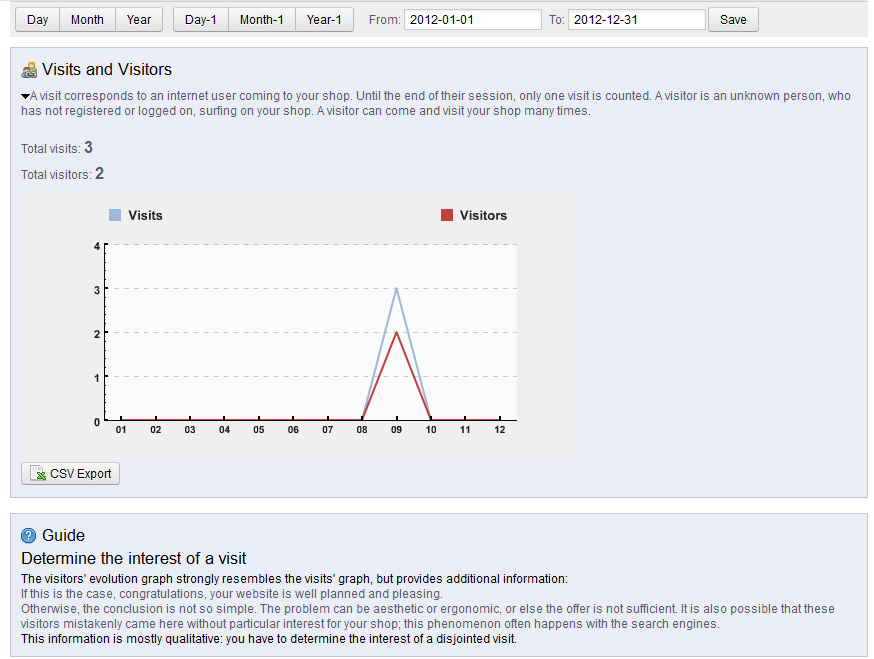 Day Month Year Day-1 Month-1 Year-1 From: 2012-01-01 To: 2012-12-31 Save
Visits and Visitors
A visit corresponds to an internet user coming to your shop. Until the end of their session, only one visit is counted. A visitor is an unknown person, who
has not registered or logged on, surfing on your shop. A visitor can come and visit your shop many times.
Total visits: 3
Total visitors: 2
Visits Visitors
4
3
2
1
0
01 02 03 04 05 06 07 08 09 10 11 12
CSV Export
Guide
Determine the interest of a visit
The visitors' evolution graph strongly resembles the visits' graph, but provides additional information:
If this is the case, congratulations, your website is well planned and pleasing.
Otherwise, the conclusion is not so simple. The problem can be aesthetic or ergonomic, or else the offer is not sufficient. It is also possible that these
visitors mistakenly came here without particular interest for your shop; this phenomenon often happens with the search engines.
This information is mostly qualitative: you have to determine the interest of a disjointed visit.